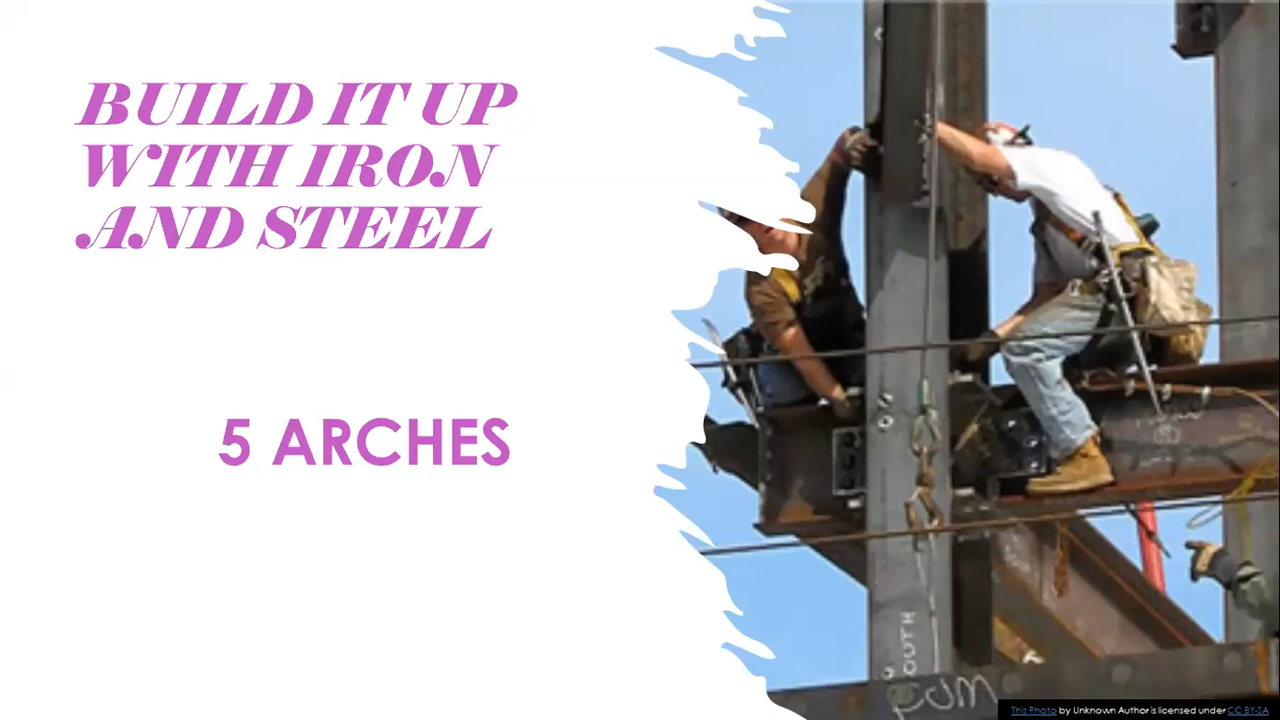 BUILD IT UP
WITH IRON
AND STEEL
5 ARCHES
OUTH
This Photo by Unknown Author is licensed under CC BY-SA